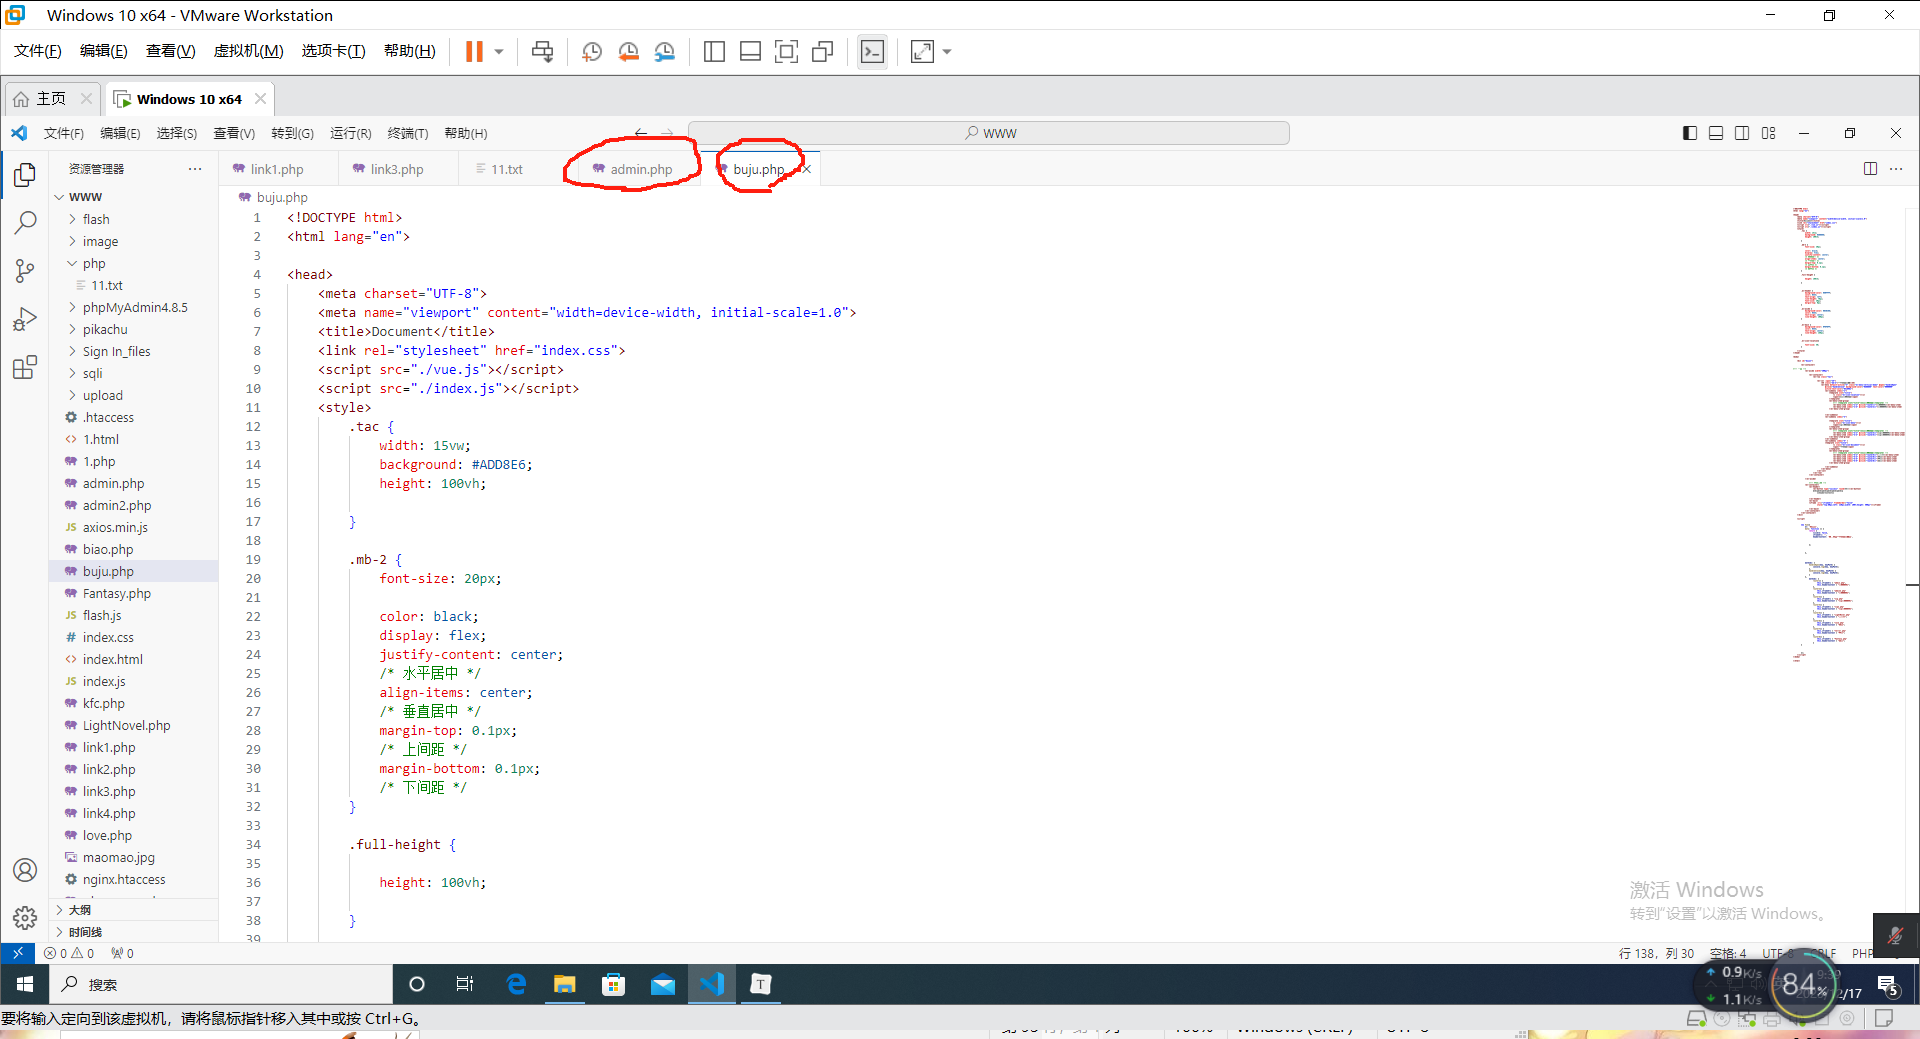 Windows 10 x64 - VMware Workstation
文件(F) 编辑(E) 查看(V) 虚拟机(M) 选项卡(T) 帮助(H)
主页 Windows 10 x64
文件(F) 编辑(E) 选择(S) 查看(V) 转到(G) 运行(R) 终端(T) 帮助(H) WWW
资源管理器 link1.php link3.php 11.txt admin.php buju.php
WWW
flash
image
php
11.txt
phpMyAdmin4.8.5
pikachu
Sign In_files
sqli
upload
.htaccess
1.html
1.php
admin.php
admin2.php
axios.min.js
biao.php
buju.php
Fantasy.php
flash.js
index.css
index.html
index.js
kfc.php
LightNovel.php
link1.php
link2.php
link3.php
link4.php
love.php
maomao.jpg
nginx.htaccess
大纲
时间线
buju.php
1 <!DOCTYPE html>
2 <html lang="en">
3
4 <head>
5 <meta charset="UTF-8">
6 <meta name="viewport" content="width=device-width, initial-scale=1.0">
7 <title>Document</title>
8 <link rel="stylesheet" href="index.css">
9 <script src="./vue.js"></script>
10 <script src="./index.js"></script>
11 <style>
12 .tac {
13 width: 15vw;
14 background: #ADD8E6;
15 height: 100vh;
16
17 }
18
19 .mb-2 {
20 font-size: 20px;
21
22 color: black;
23 display: flex;
24 justify-content: center;
25 /* 水平居中 */
26 align-items: center;
27 /* 垂直居中 */
28 margin-top: 0.1px;
29 /* 上间距 */
30 margin-bottom: 0.1px;
31 /* 下间距 */
32 }
33
34 .full-height {
35
36 height: 100vh;
37
38 }
39
激活 Windows
转到"设置"以激活 Windows。
0 0 0 行 138，列 30 空格: 4 UTF-8 CRLF PHP
搜索
0.9K/s
1.1K/s
84%
5
要将输入定向到该虚拟机，请将鼠标指针移入其中或按 Ctrl+G。